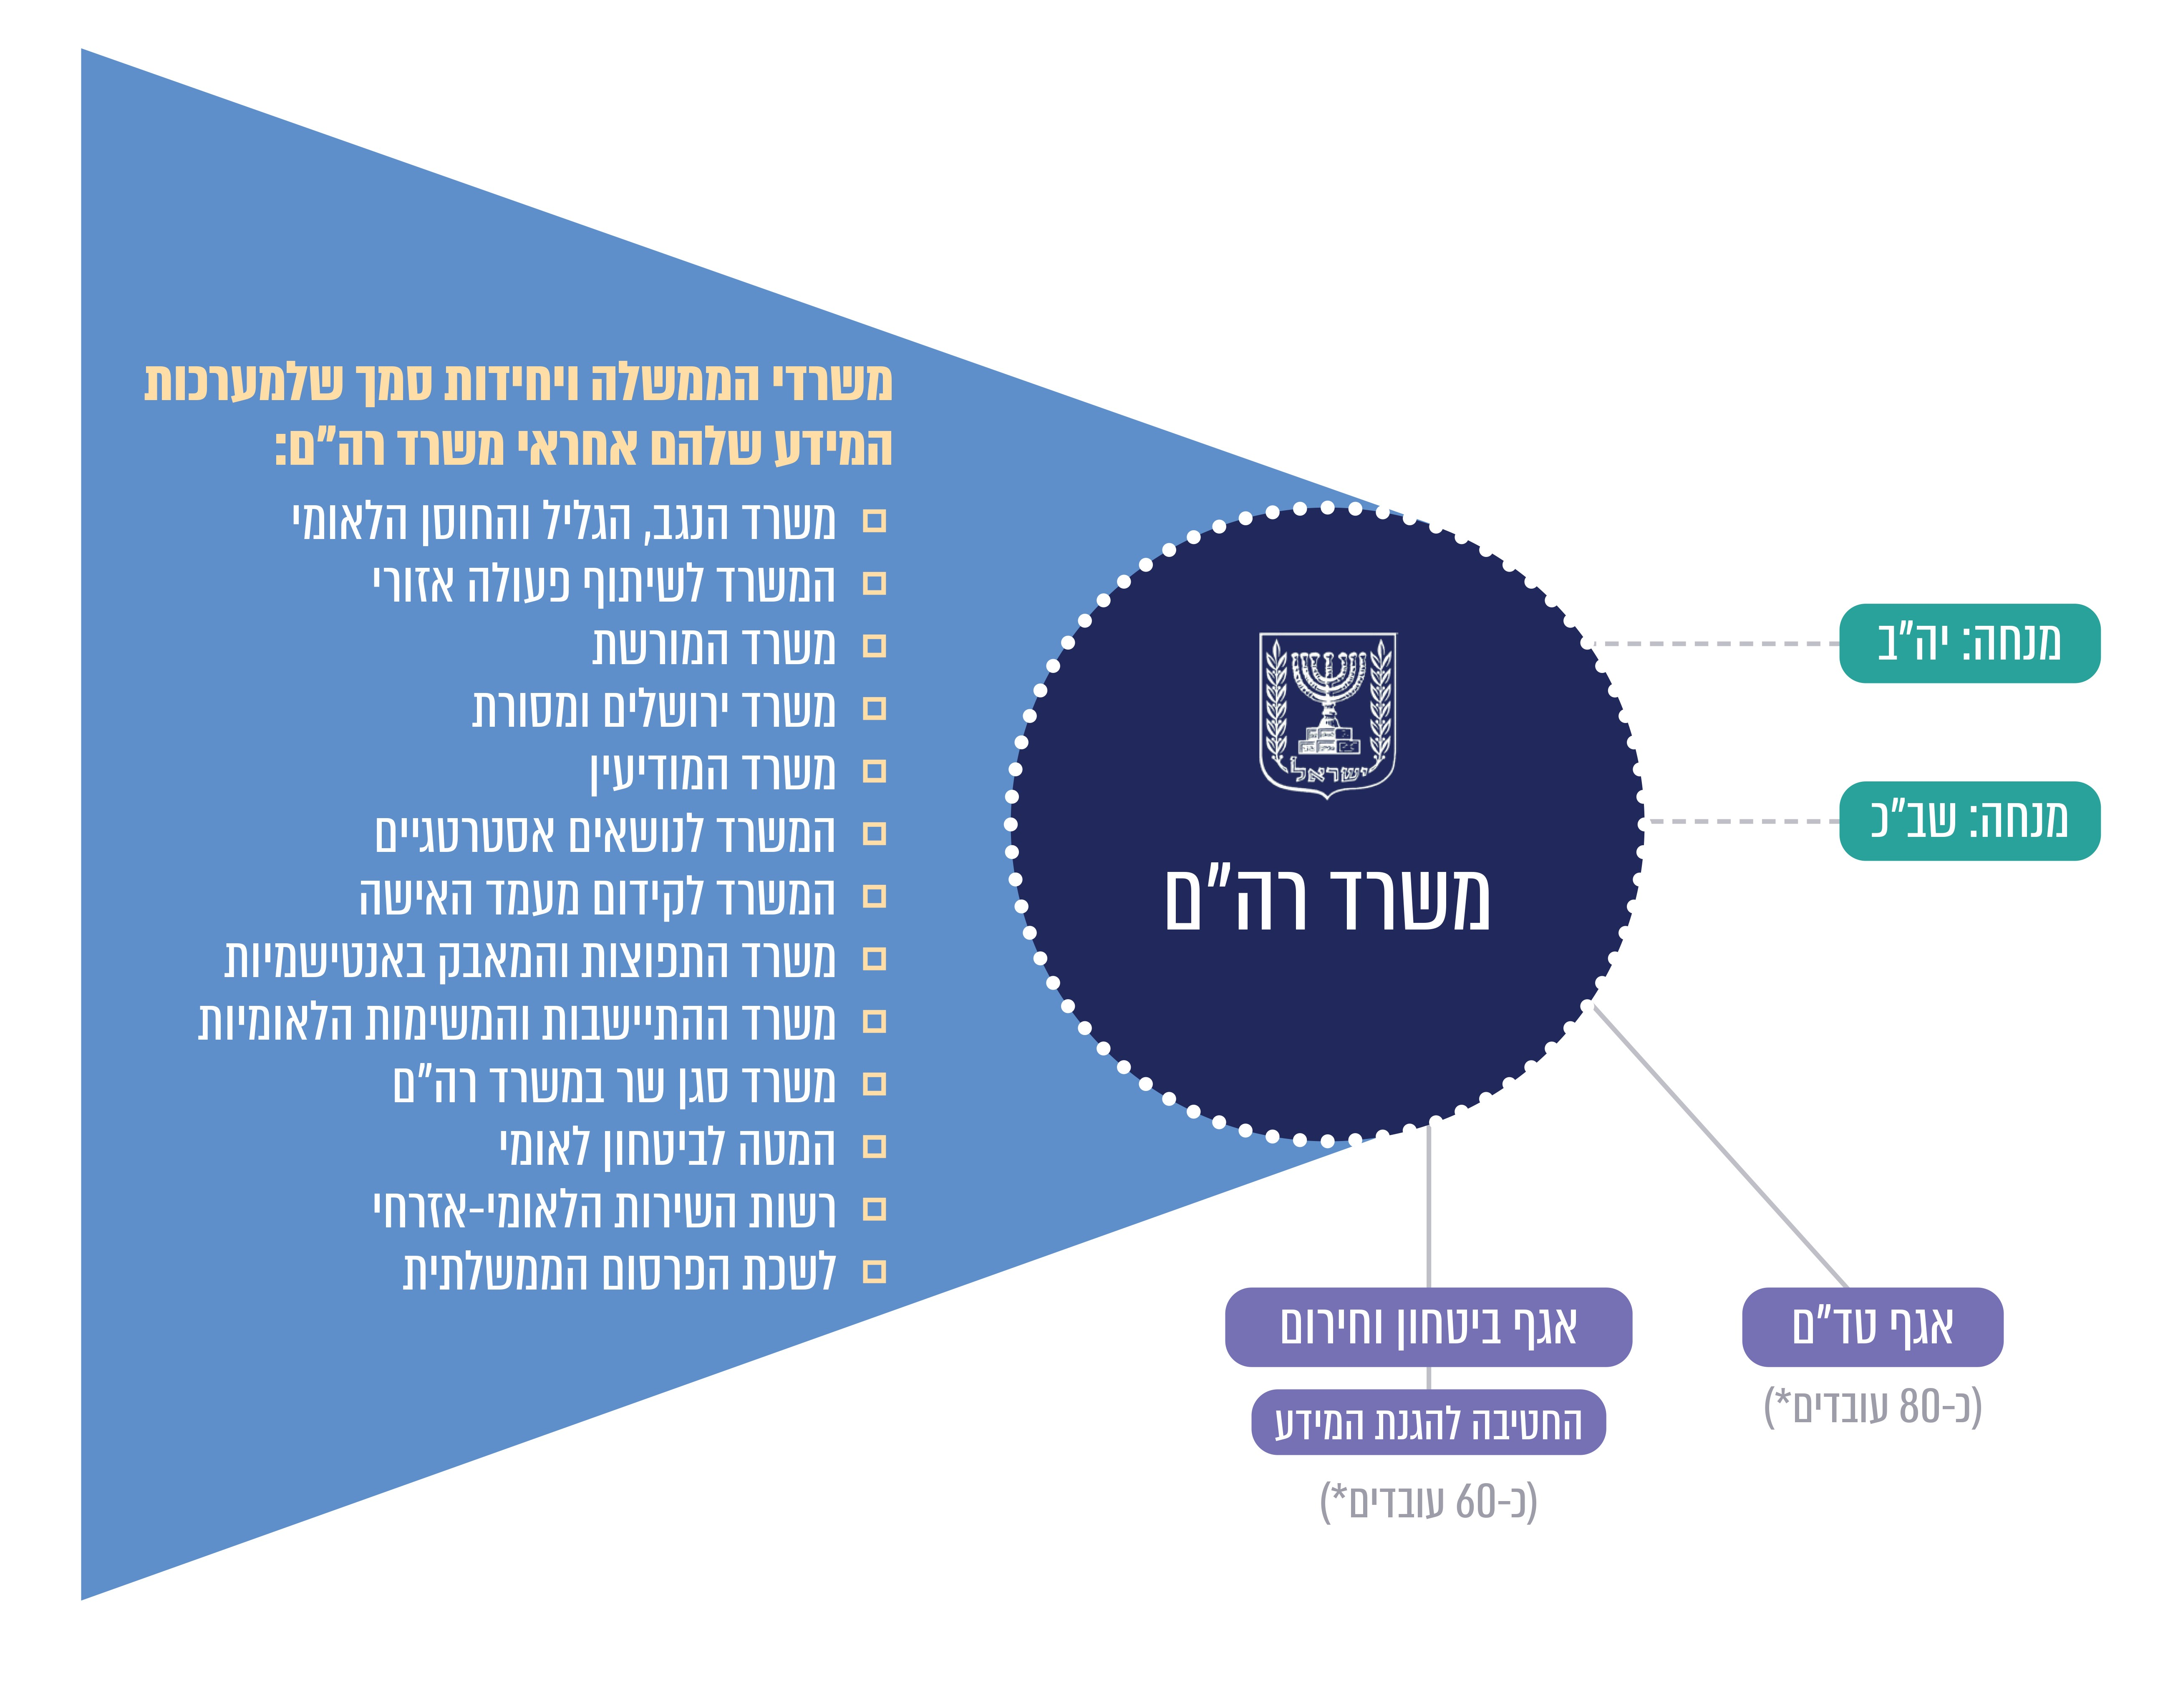 משרדי הממשלה ויחידות סמך שלמערכות
המידע שלהם אחראי משרד רה"ם:
משרד הנגב, הגליל והחוסן הלאומי
המשרד לשיתוף פעולה אזורי
משרד המורשת
משרד ירושלים ומסורת
משרד המודיעין
המשרד לנושאים אסטרטגיים
המשרד לקידום מעמד האישה
משרד התפוצות והמאבק באנטישמיות
משרד ההתיישבות והמשימות הלאומיות
משרד סגן שר במשרד רה"ם
המטה לביטחון לאומי
רשות השירות הלאומי-אזרחי
לשכת הפרסום הממשלתית
ישראל
משרד רה"ם
מנחה: יה"ב
מנחה: שב"כ
אגף טד"ם
(כ-80 עובדים*)
אגף ביטחון וחירום
החטיבה להגנת המידע
(כ-60 עובדים*)